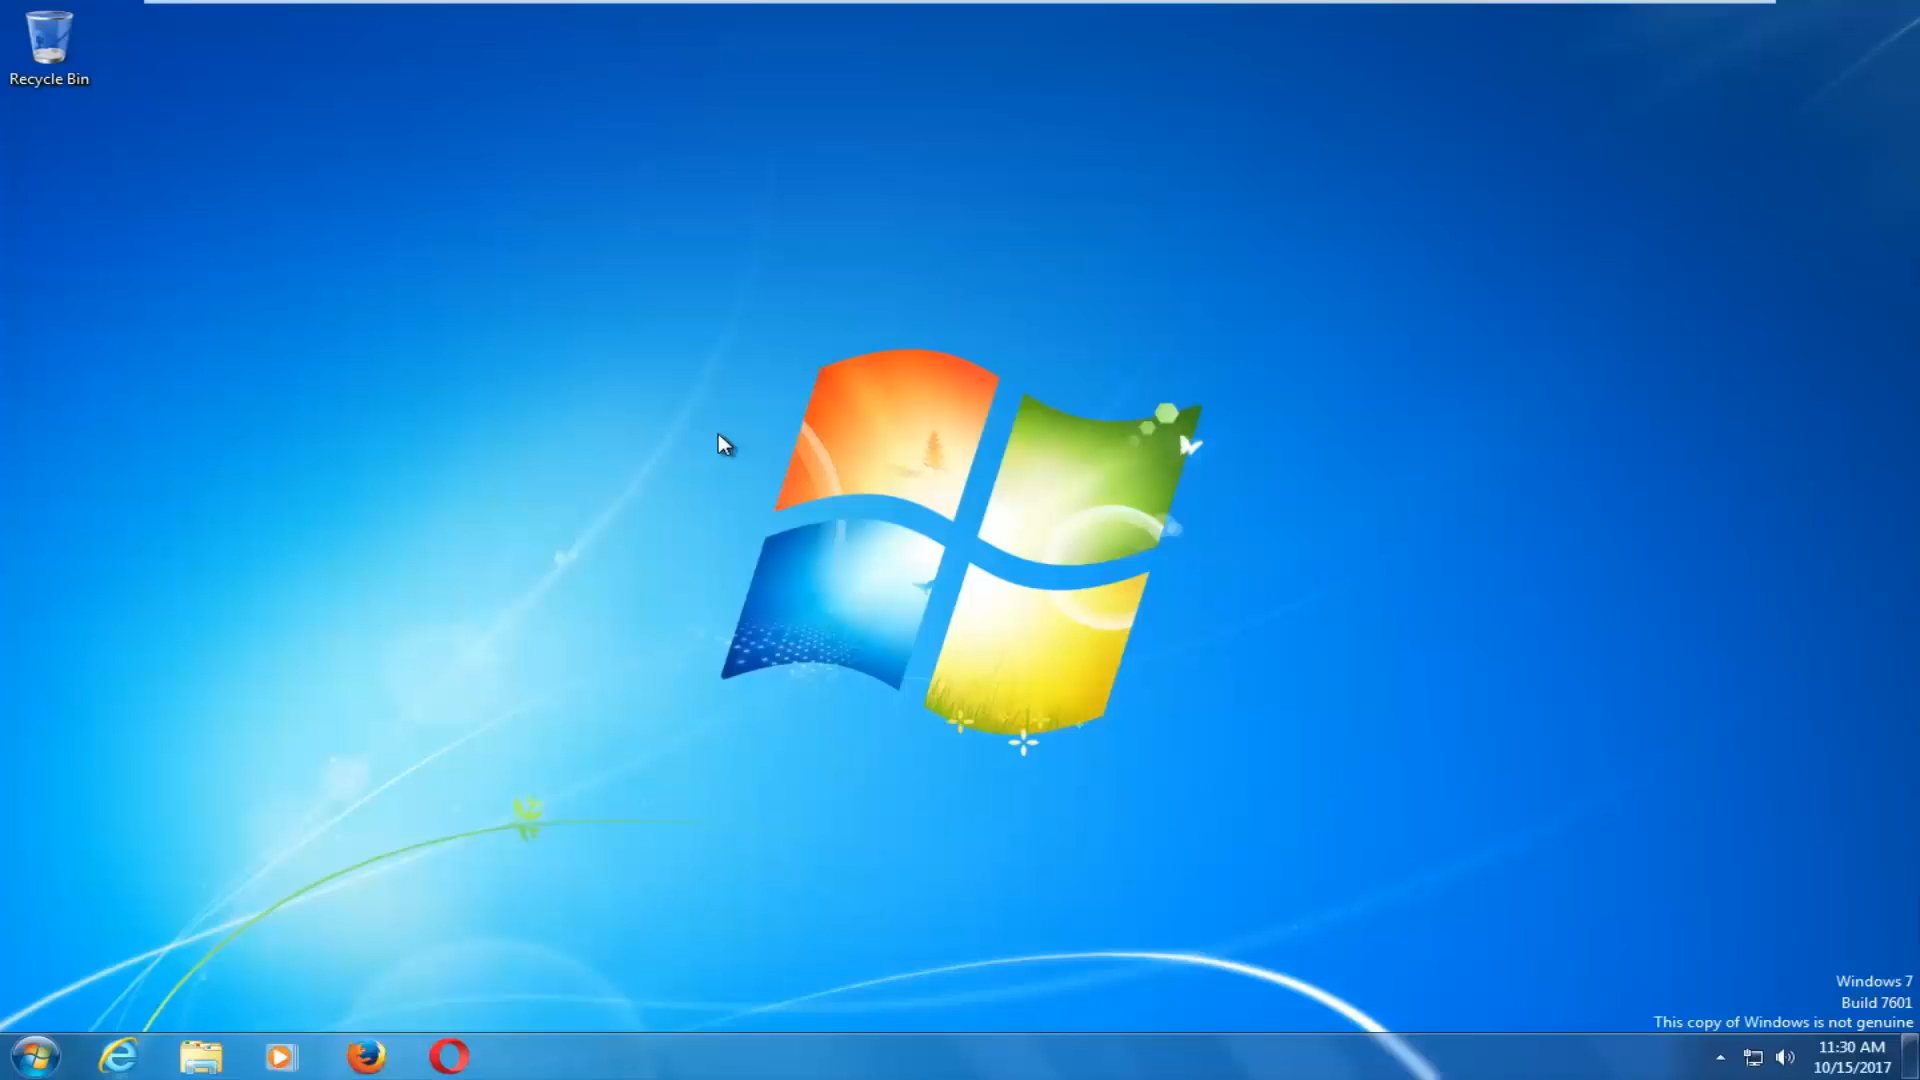 Recycle Bin
Windows 7
Build 7601
This copy of Windows is not genuine
11:30 AM
10/15/2017